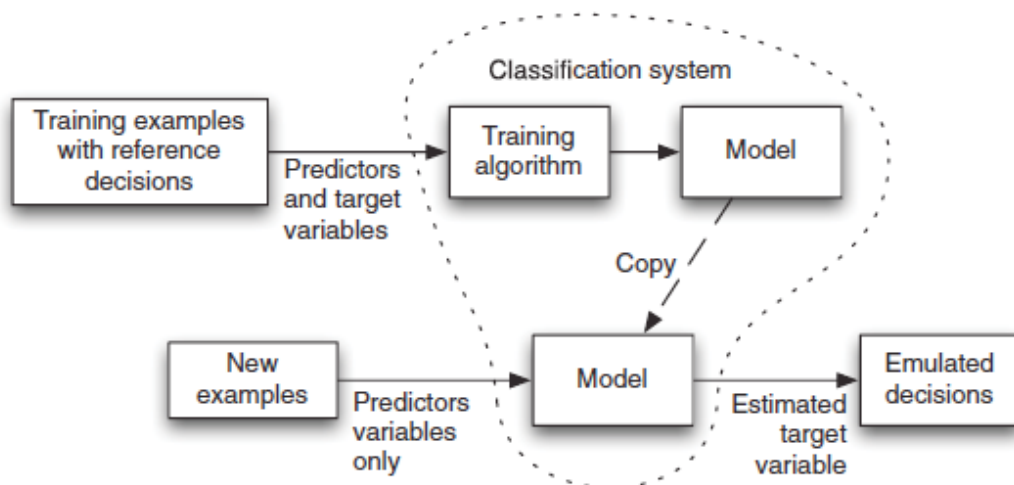 Classification system
Training examples
with reference
decisions
Predictors
and target
variables
Training
algorithm
Model
Copy
New
examples
Predictors
variables
only
Model
Estimated
target
variable
Emulated
decisions